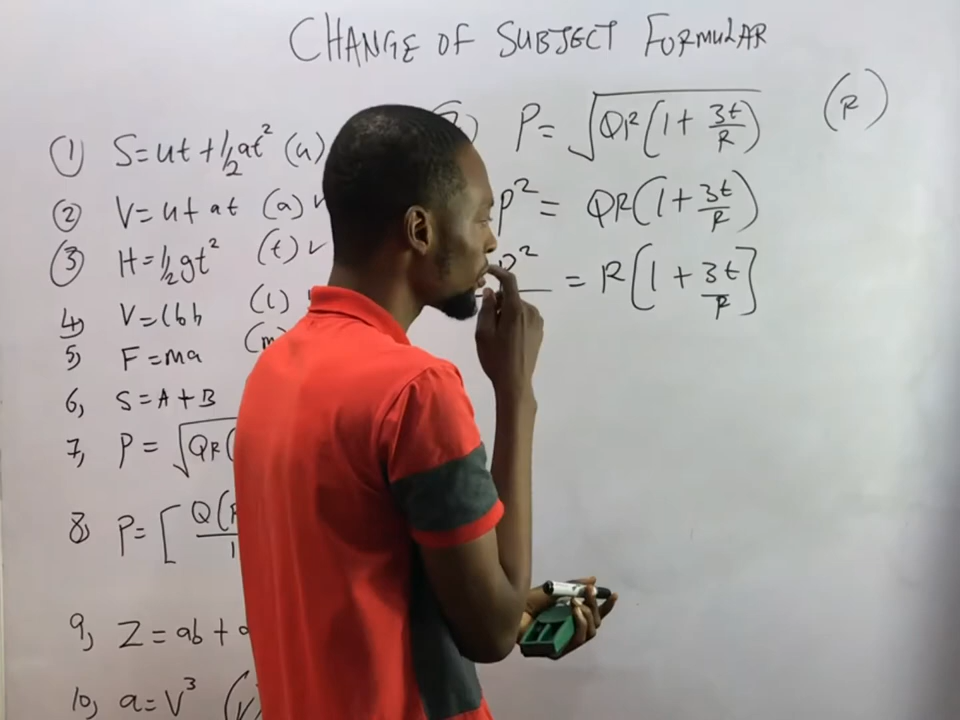 CHANGE OF SUBJECT FORMULAR
① S=ut+½at² (u)
② V=u+at (a) ✓
③ H=½gt² (t) ✓
4, V=lbh (l)
5, F=ma (m
6, S=A+B
7, P=√QR(
8, P=[Q(
9, Z=ab+
10, a=V³ (
P=√QR(1+3t/R) (R)
P²=QR(1+3t/R)
P² =R[1+3t/R]